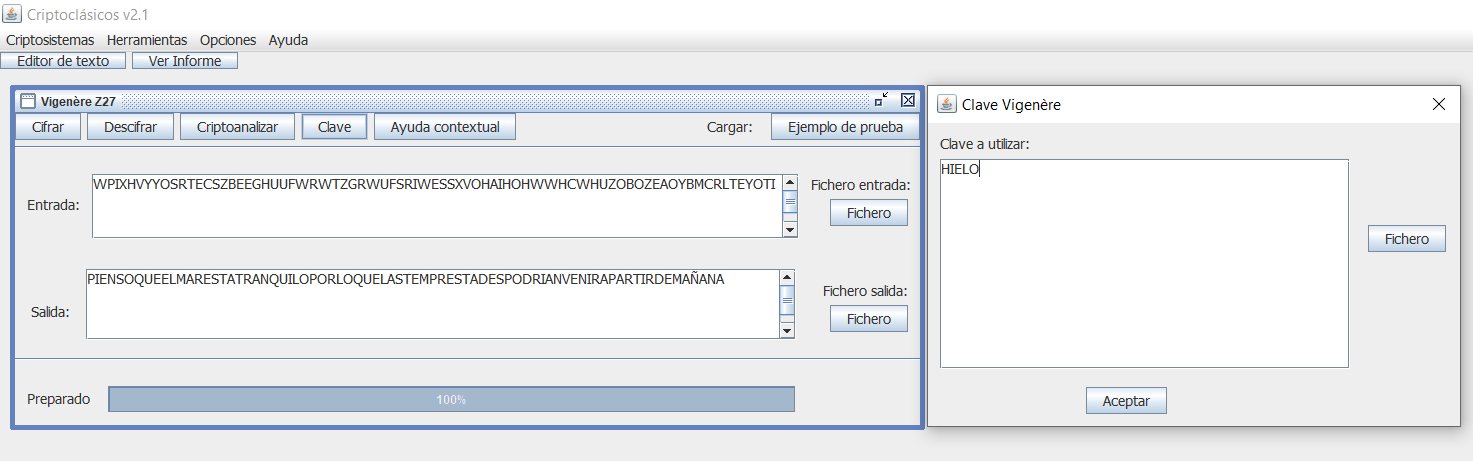 Criptoclásicos v2.1
Criptosistemas Herramientas Opciones Ayuda
Editor de texto Ver Informe
Vigenère Z27
Cifrar Descifrar Criptoanalizar Clave Ayuda contextual Cargar: Ejemplo de prueba
Entrada:
WPIXHVYYOSRTECSZBEEGHUUFWRWTZGRWUFSRIWESSXVOHAIHOHWWHCWHUZOBOZEAOYBMCRLTEYOTI
Fichero entrada:
Fichero
Salida:
PIENSOQUEELMARESTATRANQUILOPORLOQUELASTEMPRESTADESPODRIANVENIRAPARTIRDEMAÑANA
Fichero salida:
Fichero
Preparado 100%
Clave Vigenère
Clave a utilizar:
HIELO
Fichero
Aceptar